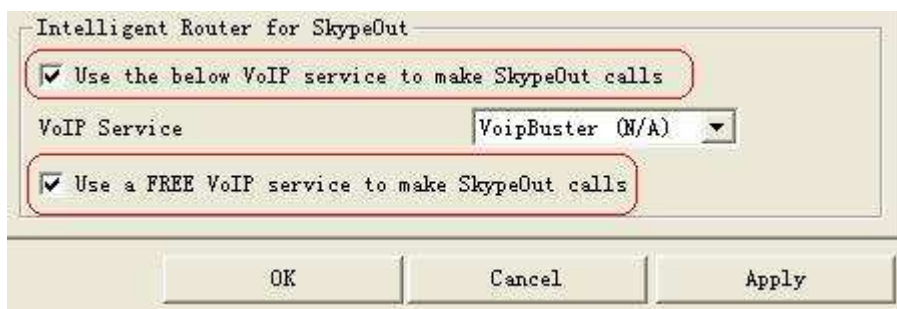 Intelligent Router for SkypeOut
Use the below VoIP service to make SkypeOut calls
VoIP Service VoipBuster (N/A)
Use a FREE VoIP service to make SkypeOut calls
OK Cancel Apply